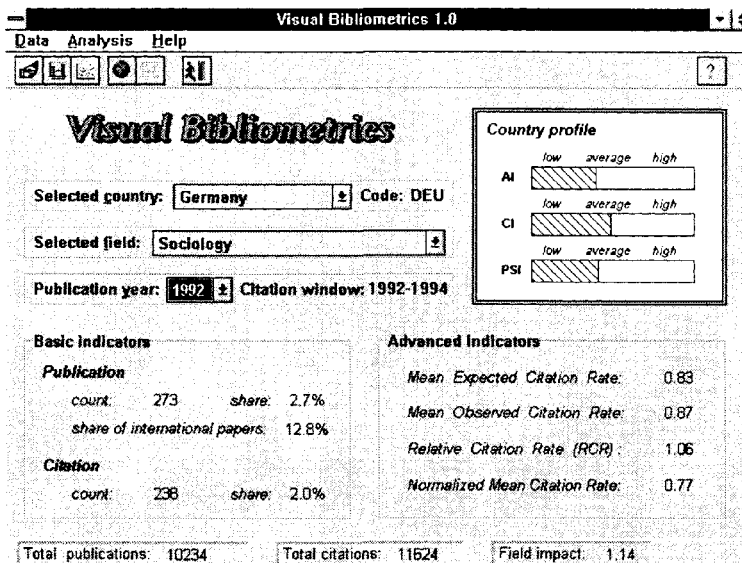 Visual Bibliometrics 1.0
Data Analysis Help
?
Visual Bibliometrics
Country profile
low average high
AI
low average high
CI
low average high
PSI
Selected country: Germany Code: DEU
Selected field: Sociology
Publication year: 1992 Citation window: 1992-1994
Basic indicators
Publication
count: 273 share: 2.7%
share of international papers: 12.8%
Citation
count: 238 share: 2.0%
Advanced Indicators
Mean Expected Citation Rate: 0.83
Mean Observed Citation Rate: 0.87
Relative Citation Rate (RCR) : 1.06
Normalized Mean Citation Rate: 0.77
Total publications: 10234 Total citations: 11624 Field impact: 1.14